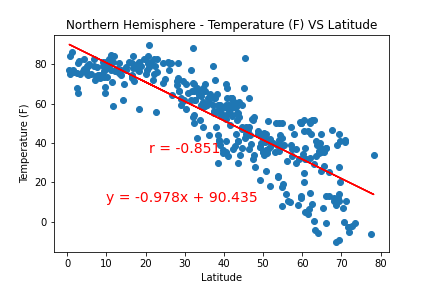 Northern Hemisphere - Temperature (F) VS Latitude
Temperature (F)
80
60
40
20
0
r = -0.851
y = -0.978x + 90.435
0 10 20 30 40 50 60 70 80
Latitude